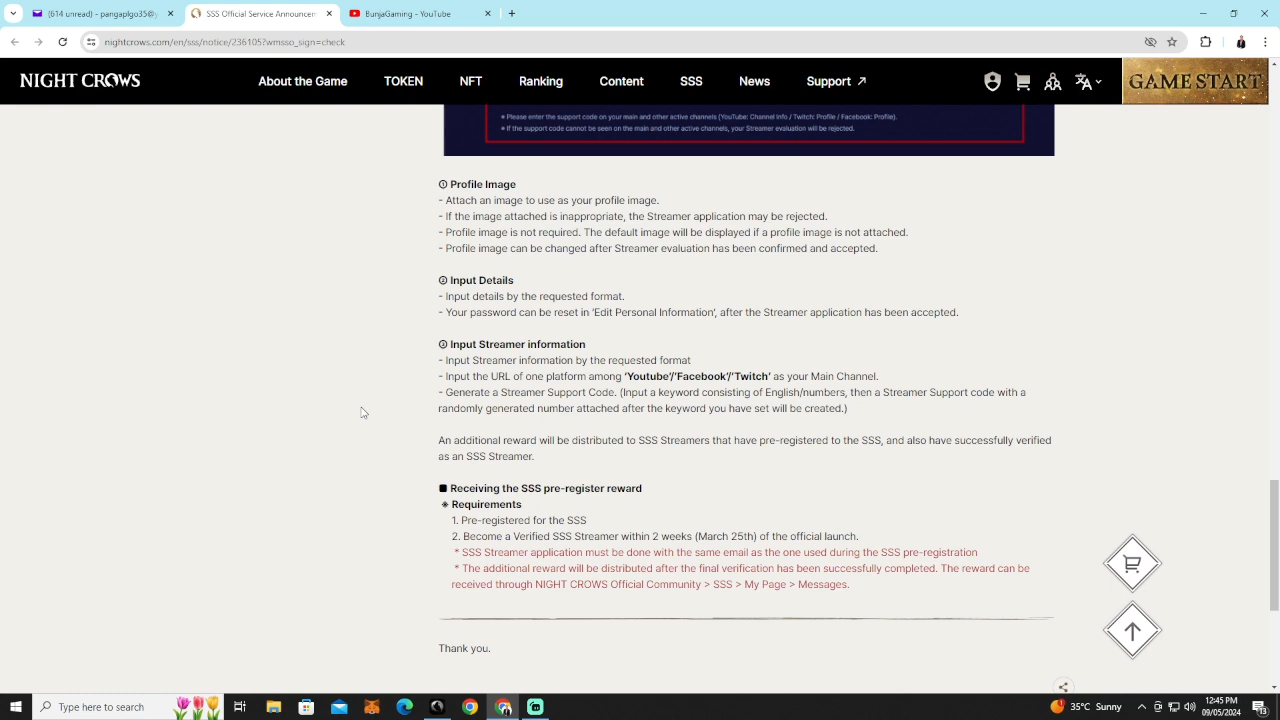 (614 unread) - pangaplgo35@y
SSS Official Service Announcem
BunjaGaming - YouTube
nightcrows.com/en/sss/notice/236105?wmsso_sign=check
NIGHT CROWS
About the Game
TOKEN
NFT
Ranking
Content
SSS
News
Support
GAME START
Please enter the support code on your main and other active channels (YouTube: Channel Info / Twitch: Profile / Facebook: Profile).
If the support code cannot be seen on the main and other active channels, your Streamer evaluation will be rejected.
① Profile Image
- Attach an image to use as your profile image.
- If the image attached is inappropriate, the Streamer application may be rejected.
- Profile image is not required. The default image will be displayed if a profile image is not attached.
- Profile image can be changed after Streamer evaluation has been confirmed and accepted.
② Input Details
- Input details by the requested format.
- Your password can be reset in 'Edit Personal Information', after the Streamer application has been accepted.
③ Input Streamer information
- Input Streamer information by the requested format
- Input the URL of one platform among 'Youtube'/'Facebook'/'Twitch' as your Main Channel.
- Generate a Streamer Support Code. (Input a keyword consisting of English/numbers, then a Streamer Support code with a
randomly generated number attached after the keyword you have set will be created.)
An additional reward will be distributed to SSS Streamers that have pre-registered to the SSS, and also have successfully verified
as an SSS Streamer.
■ Receiving the SSS pre-register reward
※ Requirements
1. Pre-registered for the SSS
2. Become a Verified SSS Streamer within 2 weeks (March 25th) of the official launch.
* SSS Streamer application must be done with the same email as the one used during the SSS pre-registration
* The additional reward will be distributed after the final verification has been successfully completed. The reward can be
received through NIGHT CROWS Official Community > SSS > My Page > Messages.
Thank you.
Type here to search
35°C Sunny
12:45 PM
09/05/2024